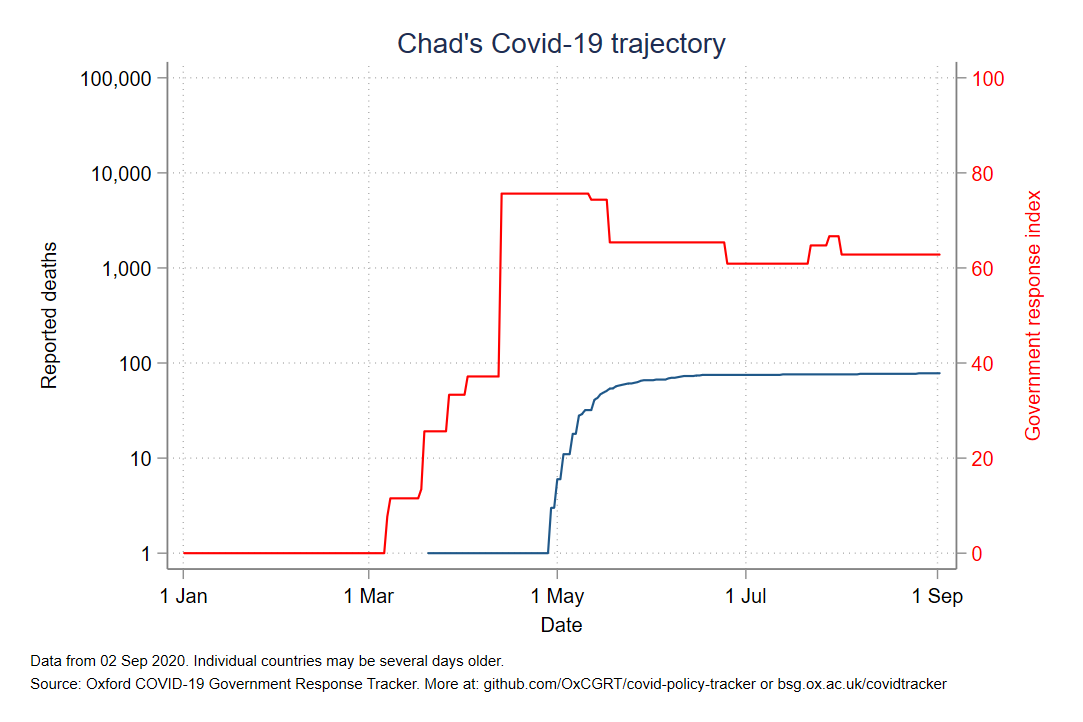 Chad's Covid-19 trajectory
100,000
10,000
1,000
100
10
1
Reported deaths
100
80
60
40
20
0
Government response index
1 Jan
1 Mar
1 May
1 Jul
1 Sep
Date
Data from 02 Sep 2020. Individual countries may be several days older.
Source: Oxford COVID-19 Government Response Tracker. More at: github.com/OxCGRT/covid-policy-tracker or bsg.ox.ac.uk/covidtracker